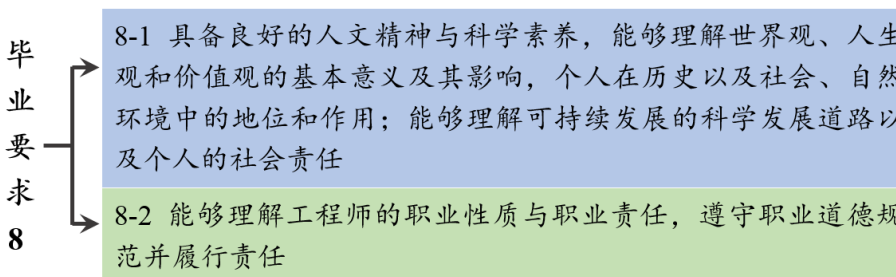 毕业要求8
8-1 具备良好的人文精神与科学素养，能够理解世界观、人生
观和价值观的基本意义及其影响，个人在历史以及社会、自然
环境中的地位和作用；能够理解可持续发展的科学发展道路以
及个人的社会责任
8-2 能够理解工程师的职业性质与职业责任，遵守职业道德规
范并履行责任